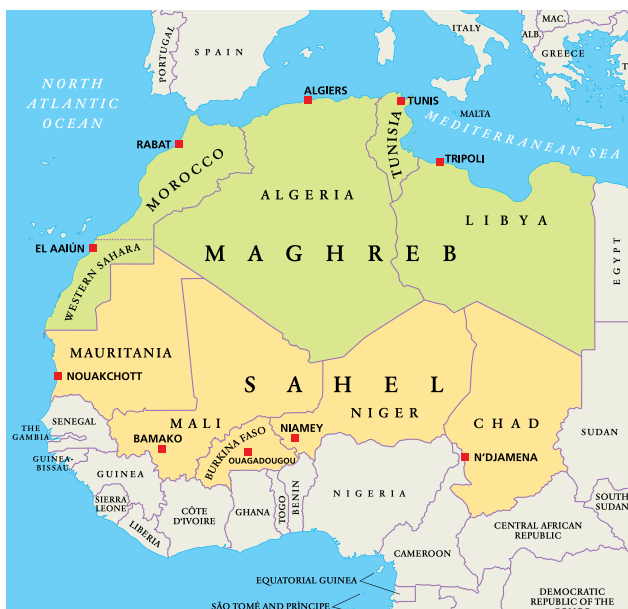 PORTUGAL
SPAIN
ITALY
MAC.
ALB.
GREECE
T
NORTH
ATLANTIC
OCEAN
ALGIERS
TUNIS
MALTA
MEDITERRANEAN SEA
RABAT
TUNISIA
TRIPOLI
MOROCCO
ALGERIA
LIBYA
EL AAIÚN
WESTERN SAHARA
MAGHREB
EGYPT
MAURITANIA
NOUAKCHOTT
SAHEL
NIGER
MALI
CHAD
SENEGAL
THE
GAMBIA
BAMAKO
BURKINA FASO
NIAMEY
OUAGADOUGOU
N'DJAMENA
SUDAN
GUINEA-
BISSAU
GUINEA
SIERRA
LEONE
LIBERIA
CÔTE
D'IVOIRE
GHANA
TOGO
BENIN
NIGERIA
SOUTH
SUDAN
CENTRAL AFRICAN
REPUBLIC
CAMEROON
EQUATORIAL GUINEA
SÃO TOMÉ AND PRÍNCIPE
DEMOCRATIC
REPUBLIC OF THE